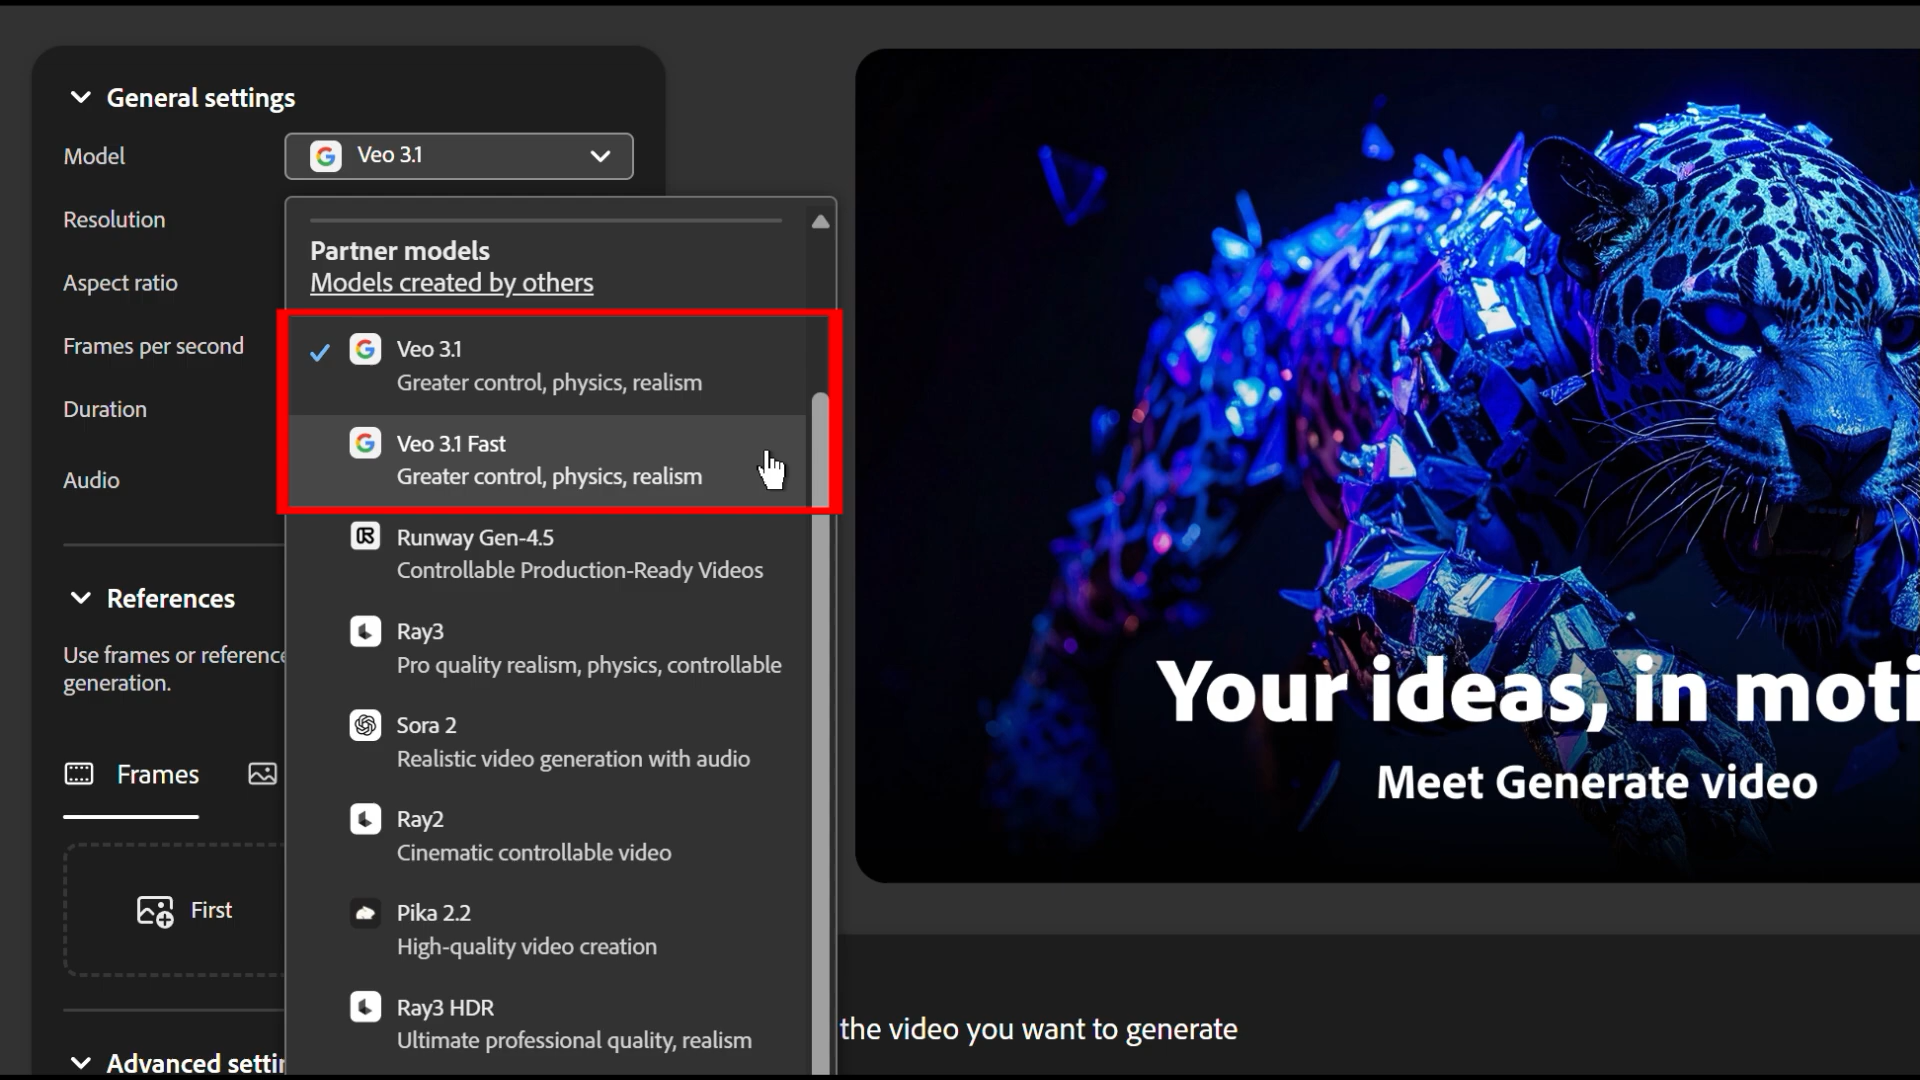 General settings
Model
Veo 3.1
Resolution
Aspect ratio
Frames per second
Duration
Audio
Partner models
Models created by others
Veo 3.1
Greater control, physics, realism
Veo 3.1 Fast
Greater control, physics, realism
Runway Gen-4.5
Controllable Production-Ready Videos
Ray3
Pro quality realism, physics, controllable
Sora 2
Realistic video generation with audio
Ray2
Cinematic controllable video
Pika 2.2
High-quality video creation
Ray3 HDR
Ultimate professional quality, realism
References
Use frames or reference
generation.
Frames
First
Advanced settin
Your ideas, in moti
Meet Generate video
the video you want to generate